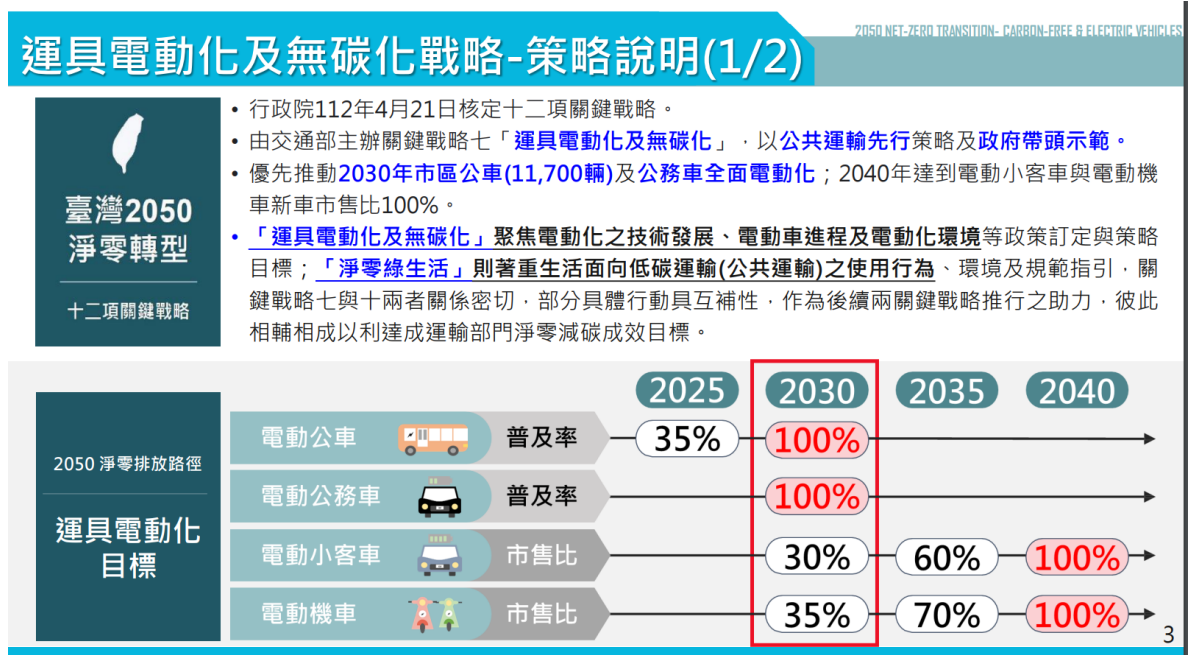 2050 NET-ZERO TRANSITION- CARBON-FREE & ELECTRIC VEHICLES
運具電動化及無碳化戰略-策略說明(1/2)
臺灣2050
淨零轉型
十二項關鍵戰略
• 行政院112年4月21日核定十二項關鍵戰略。
• 由交通部主辦關鍵戰略七「運具電動化及無碳化」，以公共運輸先行策略及政府帶頭示範。
• 優先推動2030年市區公車(11,700輛)及公務車全面電動化；2040年達到電動小客車與電動機
車新車市售比100%。
• 「運具電動化及無碳化」聚焦電動化之技術發展、電動車進程及電動化環境等政策訂定與策略
目標；「淨零綠生活」則著重生活面向低碳運輸(公共運輸)之使用行為、環境及規範指引，關
鍵戰略七與十兩者關係密切，部分具體行動具互補性，作為後續兩關鍵戰略推行之助力，彼此
相輔相成以利達成運輸部門淨零減碳成效目標。
2050 淨零排放路徑
運具電動化
目標
2025 2030 2035 2040
電動公車 普及率 35% 100%
電動公務車 普及率 100%
電動小客車 市售比 30% 60% 100%
電動機車 市售比 35% 70% 100%
3